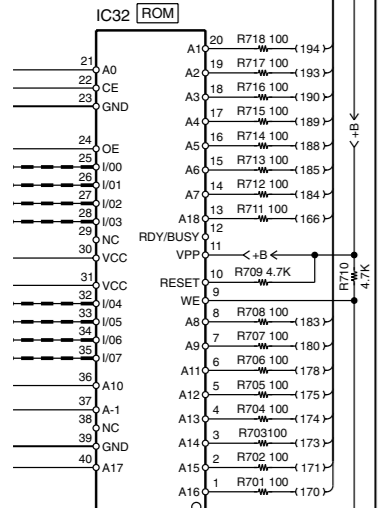 IC32 ROM
20 R718 100
A1 (194)
21 19 R717 100
A0 A2 (193)
22 18 R716 100
CE A3 (190)
23 17 R715 100
GND A4 (189)
+B
24 16 R714 100
OE A5 (188)
25 15 R713 100
I/00 A6 (185)
26 14 R712 100
I/01 A7 (184)
27 13 R711 100
I/02 A18 (166)
28 12
I/03 RDY/BUSY
29 11
NC VPP +B
30 10 R709 4.7K
VCC RESET R710 4.7K
31 9
VCC WE
32 8 R708 100
I/04 A8 (183)
33 7 R707 100
I/05 A9 (180)
34 6 R706 100
I/06 A11 (178)
35 5 R705 100
I/07 A12 (175)
36 4 R704 100
A10 A13 (174)
37 3 R703100
A-1 A14 (173)
38 2 R702 100
NC A15 (171)
39 1 R701 100
GND A16 (170)
40
A17